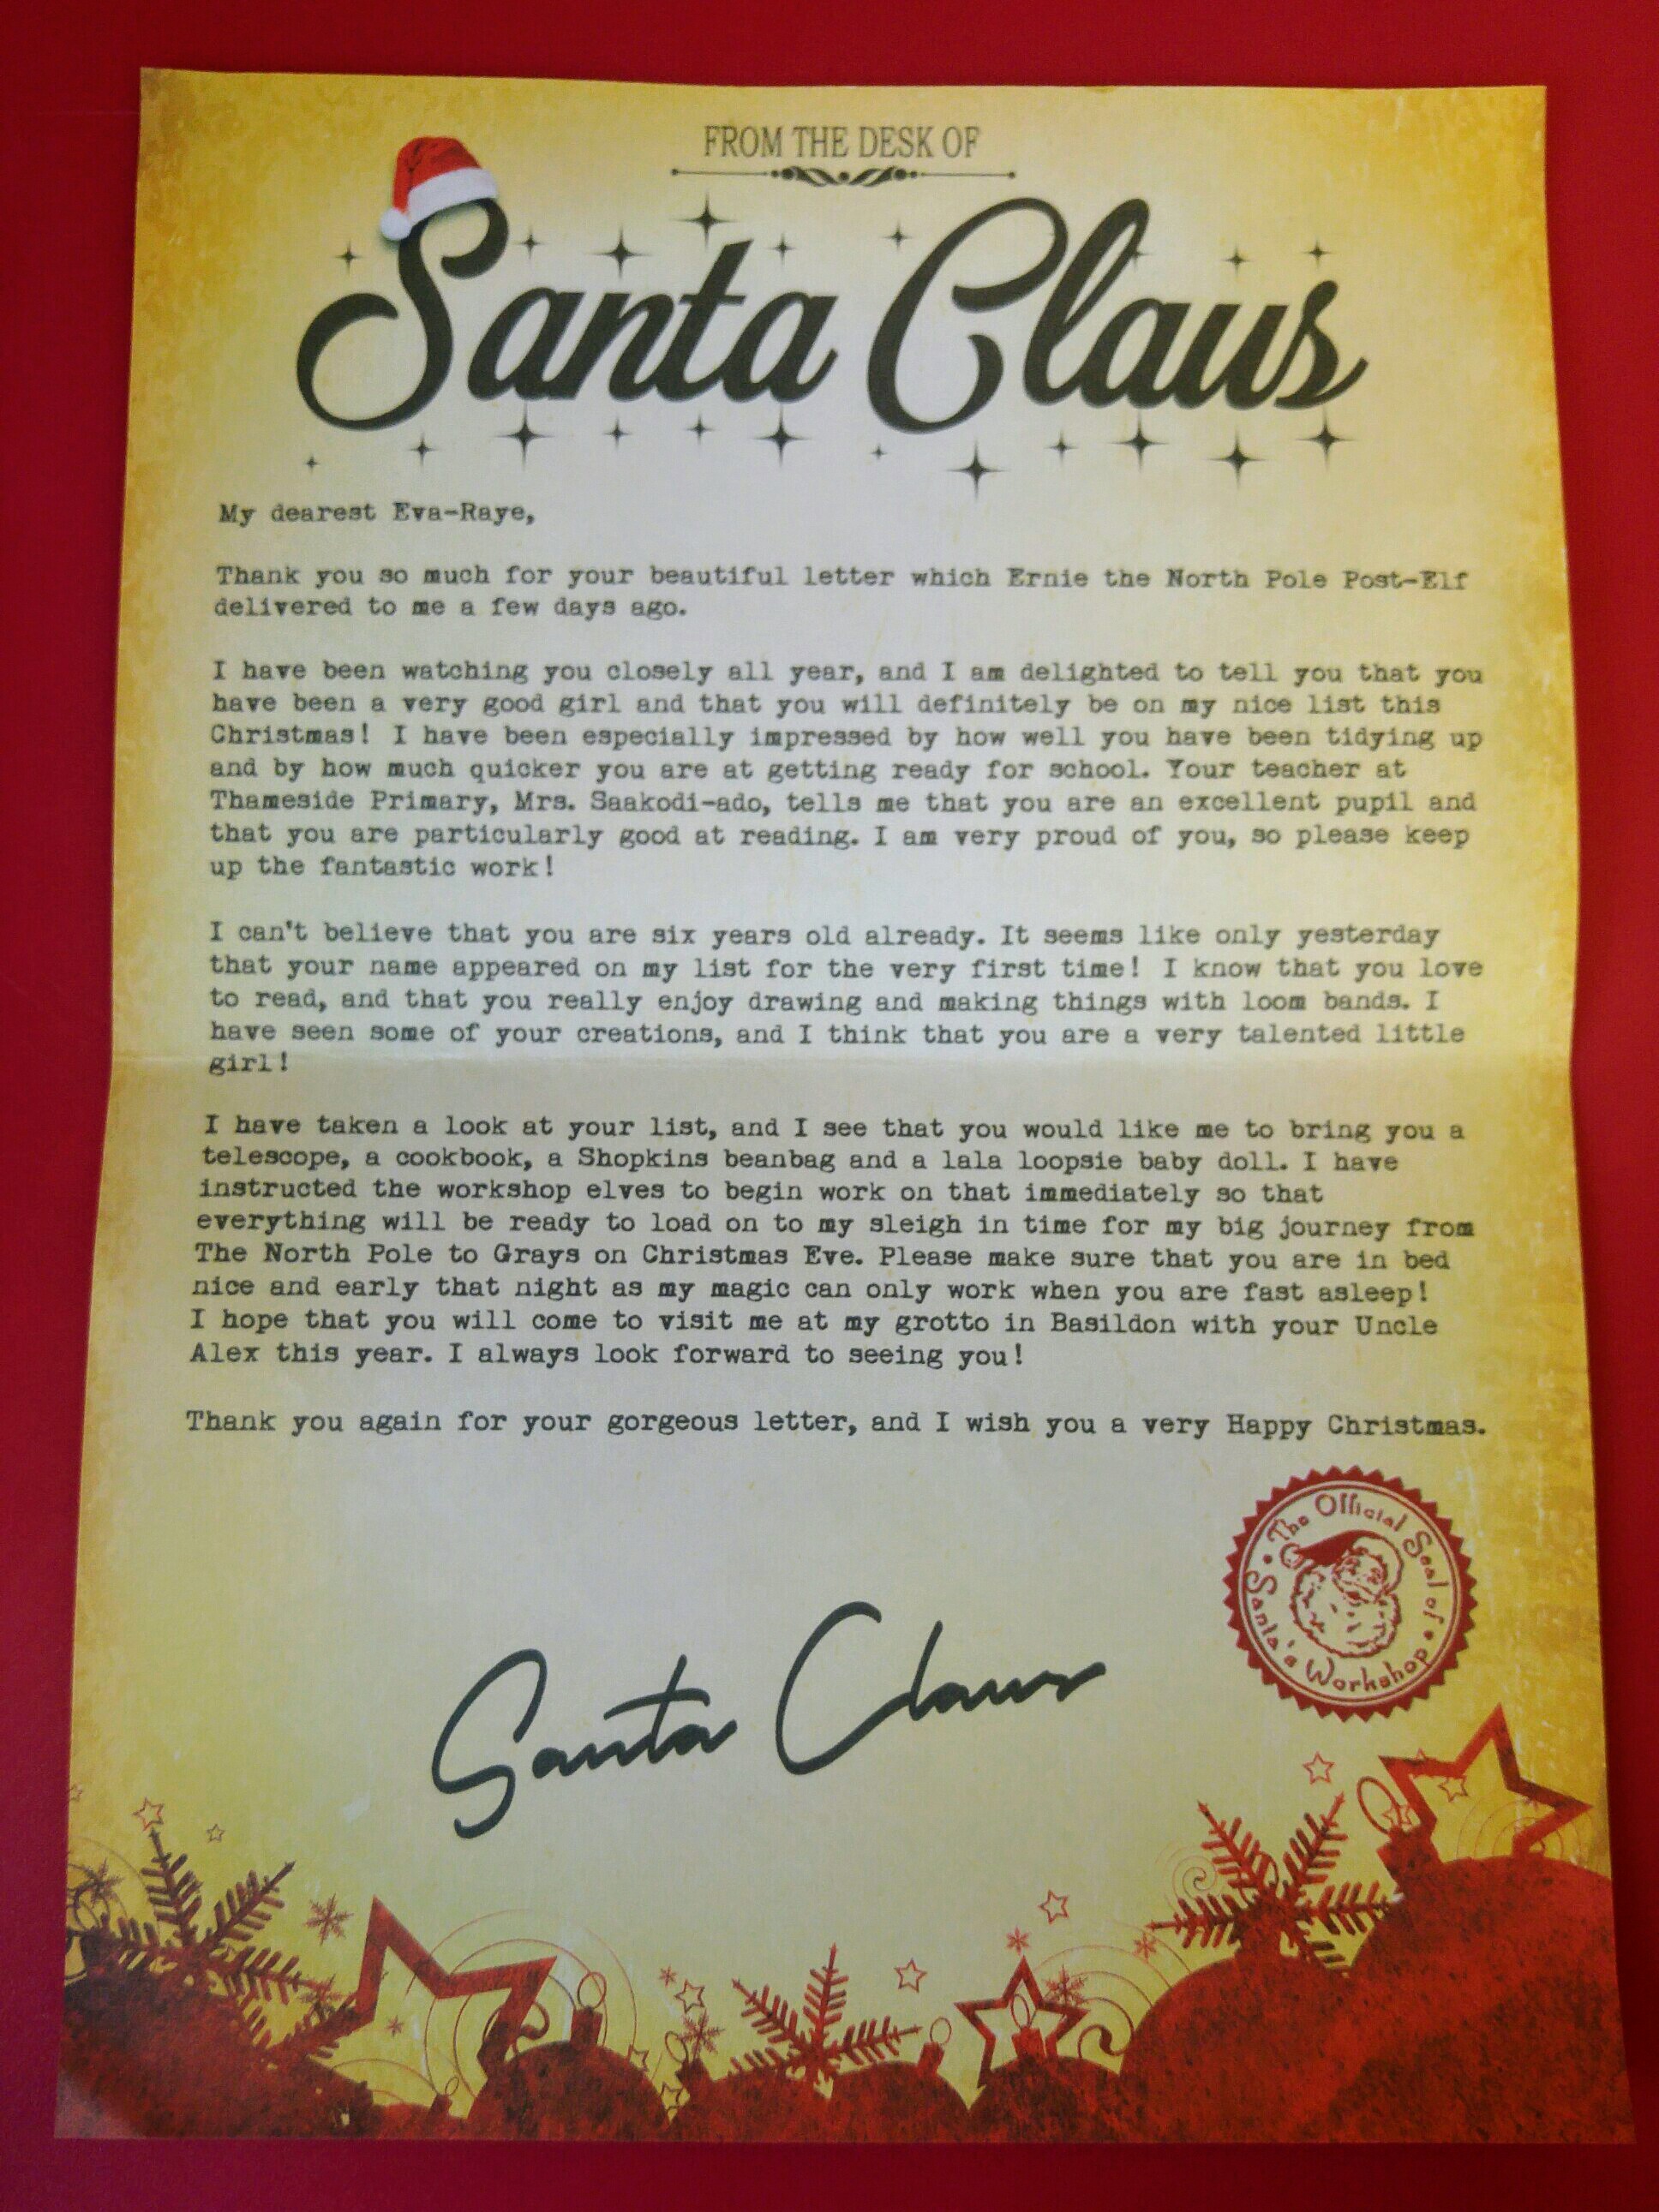 FROM THE DESK OF
Santa Claus
My dearest Eva-Raye,
Thank you so much for your beautiful letter which Ernie the North Pole Post-Elf
delivered to me a few days ago.
I have been watching you closely all year, and I am delighted to tell you that you
have been a very good girl and that you will definitely be on my nice list this
Christmas! I have been especially impressed by how well you have been tidying up
and by how much quicker you are at getting ready for school. Your teacher at
Thameside Primary, Mrs. Saakodi-ado, tells me that you are an excellent pupil and
that you are particularly good at reading. I am very proud of you, so please keep
up the fantastic work!
I can't believe that you are six years old already. It seems like only yesterday
that your name appeared on my list for the very first time! I know that you love
to read, and that you really enjoy drawing and making things with loom bands. I
have seen some of your creations, and I think that you are a very talented little
girl!
I have taken a look at your list, and I see that you would like me to bring you a
telescope, a cookbook, a Shopkins beanbag and a lala loopsie baby doll. I have
instructed the workshop elves to begin work on that immediately so that
everything will be ready to load on to my sleigh in time for my big journey from
The North Pole to Grays on Christmas Eve. Please make sure that you are in bed
nice and early that night as my magic can only work when you are fast asleep!
I hope that you will come to visit me at my grotto in Basildon with your Uncle
Alex this year. I always look forward to seeing you!
Thank you again for your gorgeous letter, and I wish you a very Happy Christmas.
The Official Seal of
Santa's Workshop
Santa Claus